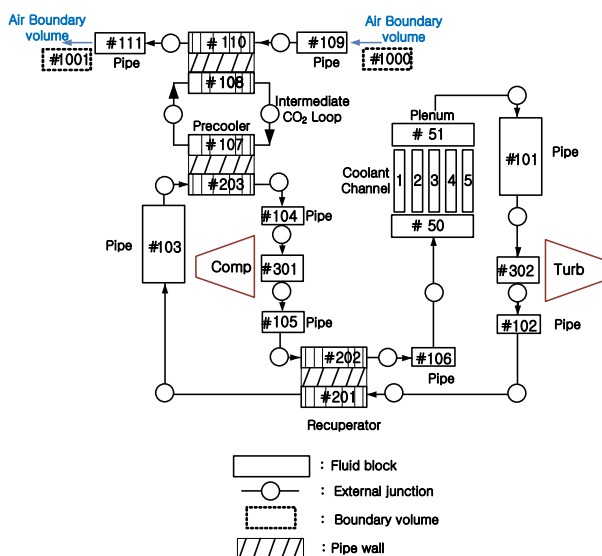 Air Boundary
volume
Air Boundary
volume
#111
#110
#109
#1001
Pipe
Pipe
#1000
#108
Intermediate
CO₂ Loop
Precooler
#107
#203
Plenum
# 51
#101
Pipe
Coolant
Channel
1
2
3
4
5
# 50
#104
Pipe
Pipe
#103
Comp
#301
#302
Turb
#105
Pipe
#102
Pipe
#202
#106
Pipe
#201
Recuperator
: Fluid block
: External junction
: Boundary volume
: Pipe wall